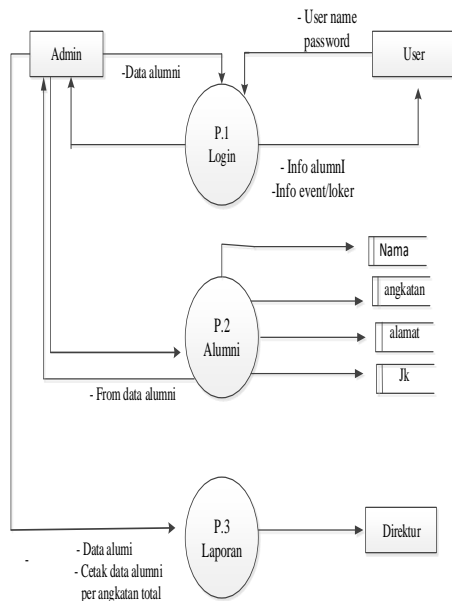 - User name
password
Admin
User
-Data alumni
P.1
Login
- Info alumnI
-Info event/loker
Nama
angkatan
P.2
Alumni
alamat
Jk
- From data alumni
P.3
Laporan
Direktur
- - Data alumi
- Cetak data alumni
per angkatan total